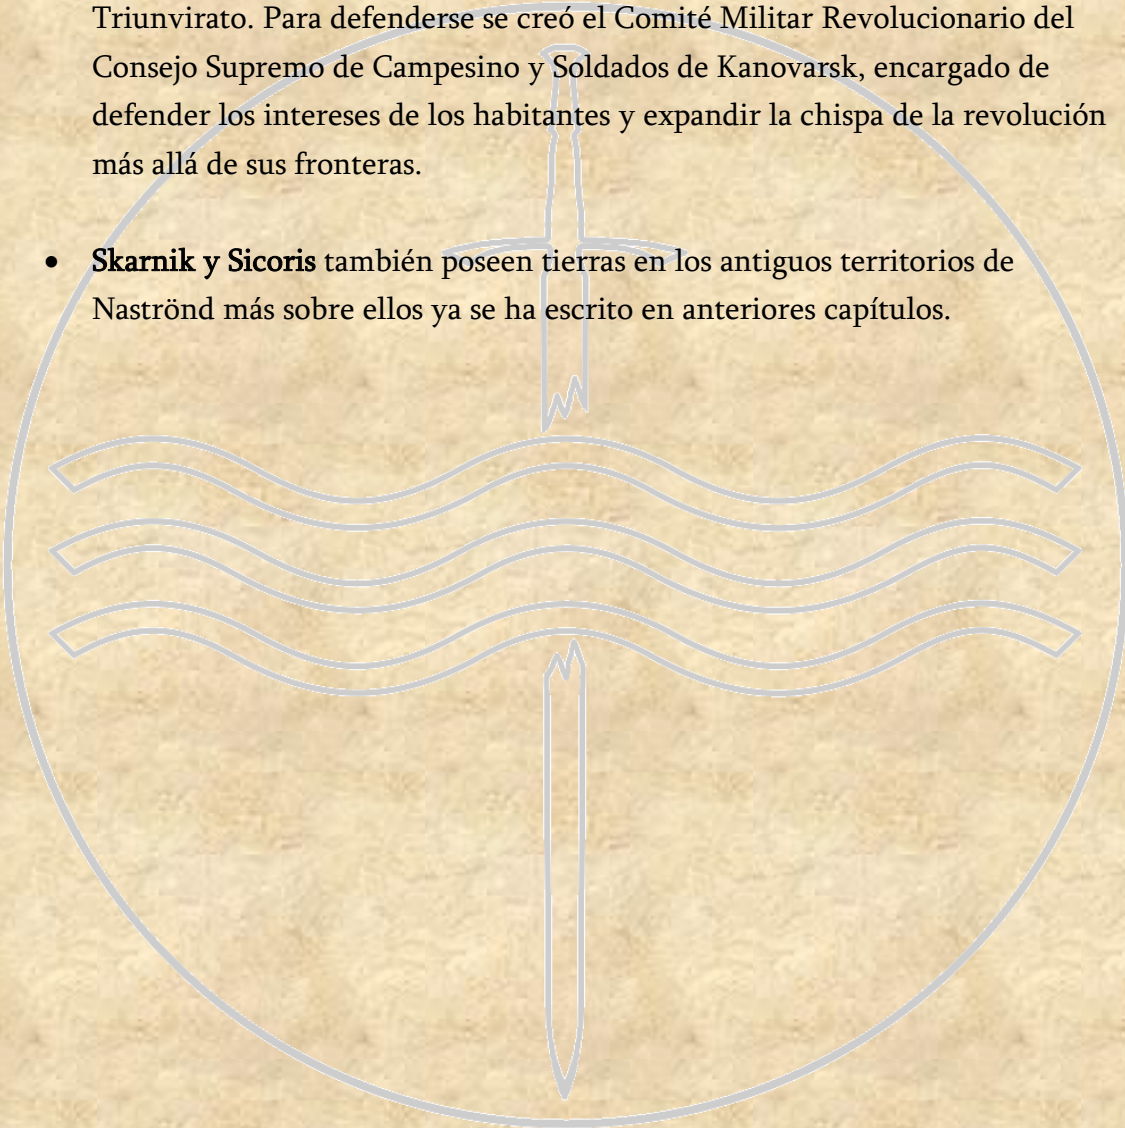 Triunvirato. Para defenderse se creó el Comité Militar Revolucionario del
Consejo Supremo de Campesino y Soldados de Kanovarsk, encargado de
defender los intereses de los habitantes y expandir la chispa de la revolución
más allá de sus fronteras.
• Skarnik y Sicoris también poseen tierras en los antiguos territorios de
Naströnd más sobre ellos ya se ha escrito en anteriores capítulos.